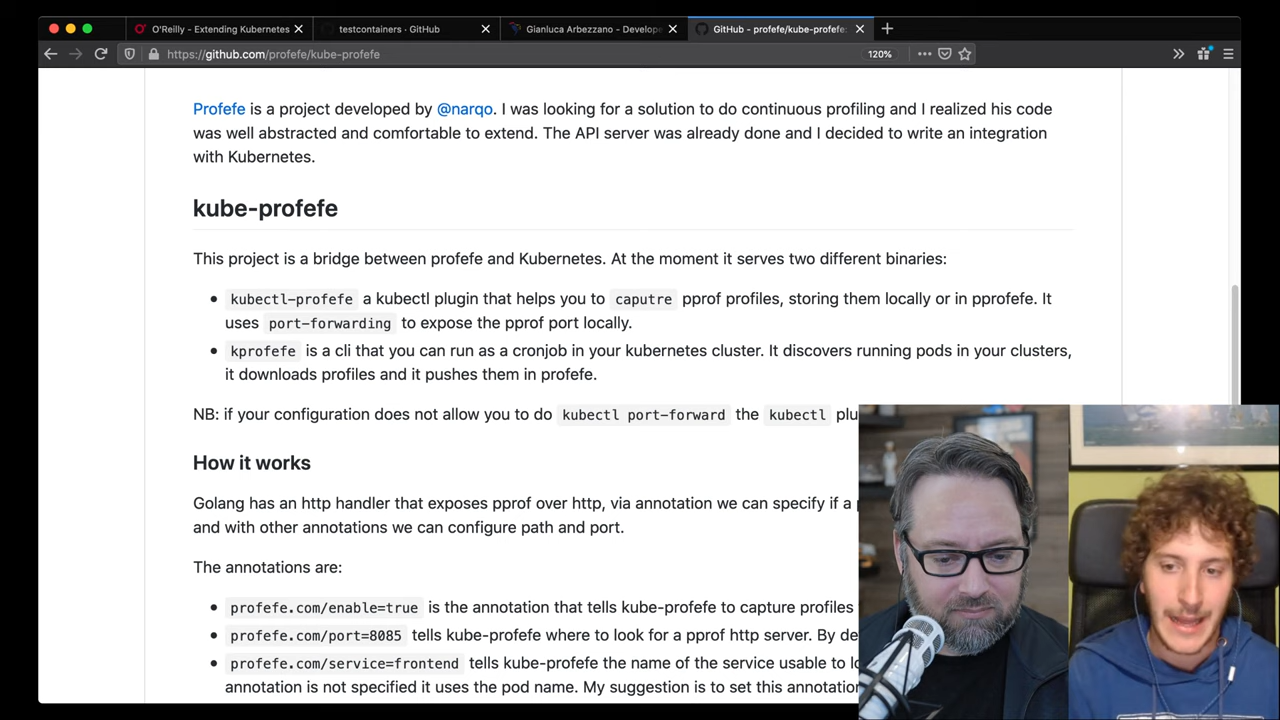 O'Reilly - Extending Kubernetes
testcontainers · GitHub
Gianluca Arbezzano - Develope
GitHub - profefe/kube-profefe:
https://github.com/profefe/kube-profefe
120%
Profefe is a project developed by @narqo. I was looking for a solution to do continuous profiling and I realized his code
was well abstracted and comfortable to extend. The API server was already done and I decided to write an integration
with Kubernetes.
kube-profefe
This project is a bridge between profefe and Kubernetes. At the moment it serves two different binaries:
kubectl-profefe a kubectl plugin that helps you to caputre pprof profiles, storing them locally or in pprofefe. It
uses port-forwarding to expose the pprof port locally.
kprofefe is a cli that you can run as a cronjob in your kubernetes cluster. It discovers running pods in your clusters,
it downloads profiles and it pushes them in profefe.
NB: if your configuration does not allow you to do kubectl port-forward the kubectl plu
How it works
Golang has an http handler that exposes pprof over http, via annotation we can specify if a p
and with other annotations we can configure path and port.
The annotations are:
profefe.com/enable=true is the annotation that tells kube-profefe to capture profiles
profefe.com/port=8085 tells kube-profefe where to look for a pprof http server. By de
profefe.com/service=frontend tells kube-profefe the name of the service usable to lo
annotation is not specified it uses the pod name. My suggestion is to set this annotation